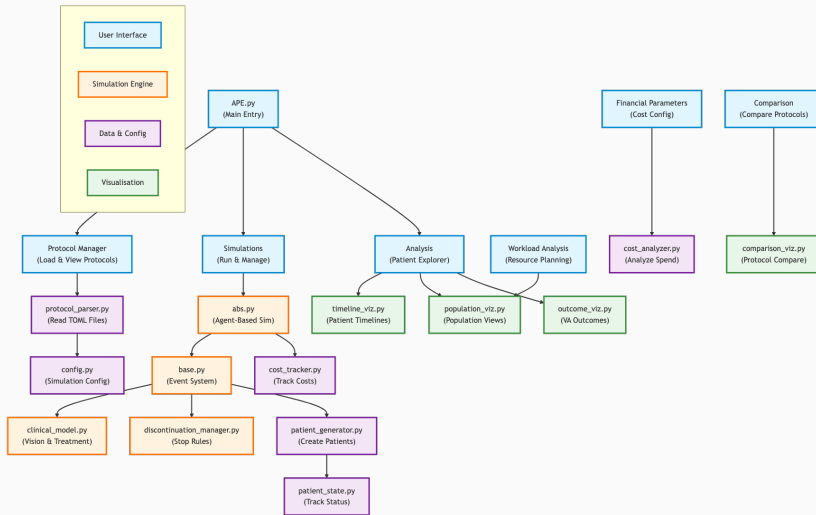 User Interface
Simulation Engine
Data & Config
Visualisation
APE.py
(Main Entry)
Financial Parameters
(Cost Config)
Comparison
(Compare Protocols)
Protocol Manager
(Load & View Protocols)
Simulations
(Run & Manage)
Analysis
(Patient Explorer)
Workload Analysis
(Resource Planning)
cost_analyzer.py
(Analyze Spend)
comparison_viz.py
(Protocol Compare)
protocol_parser.py
(Read TOML Files)
abs.py
(Agent-Based Sim)
timeline_viz.py
(Patient Timelines)
population_viz.py
(Population Views)
outcome_viz.py
(VA Outcomes)
config.py
(Simulation Config)
base.py
(Event System)
cost_tracker.py
(Track Costs)
clinical_model.py
(Vision & Treatment)
discontinuation_manager.py
(Stop Rules)
patient_generator.py
(Create Patients)
patient_state.py
(Track Status)